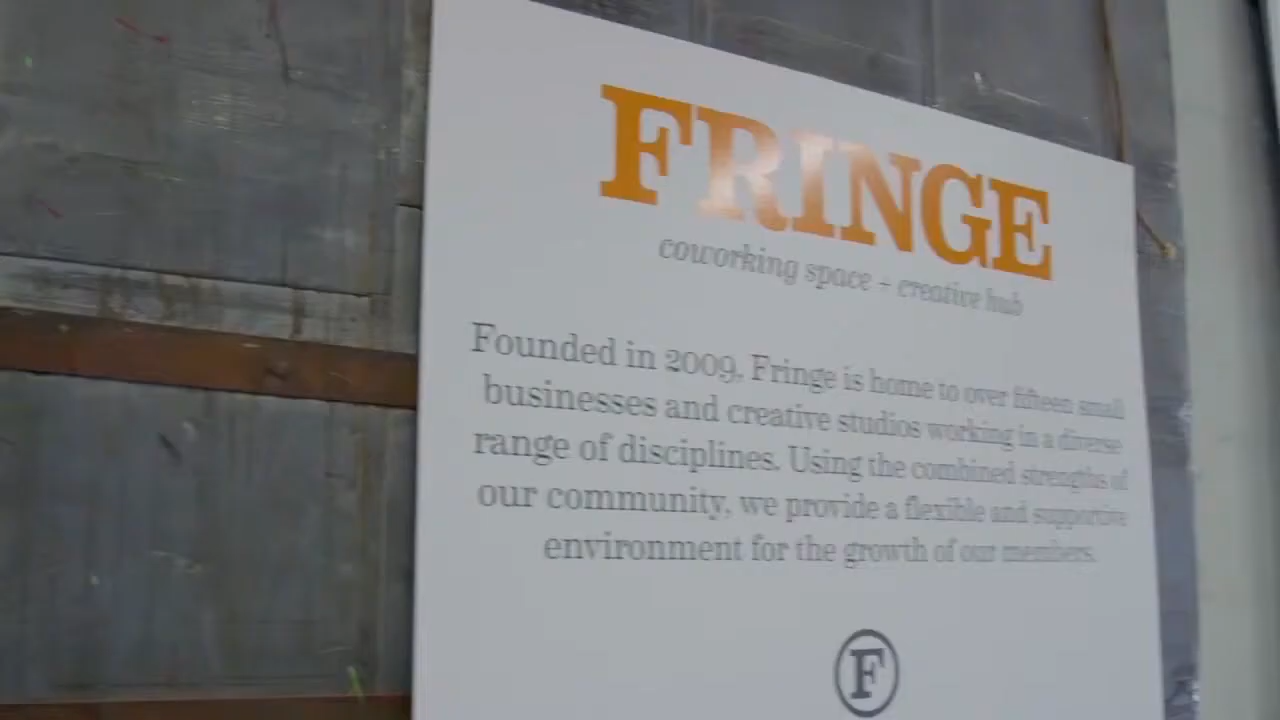 FRINGE
coworking space + creative hub
Founded in 2009, Fringe is home to over fifteen small
businesses and creative studios working in a diverse
range of disciplines. Using the combined strengths of
our community, we provide a flexible and supportive
environment for the growth of our members.
F